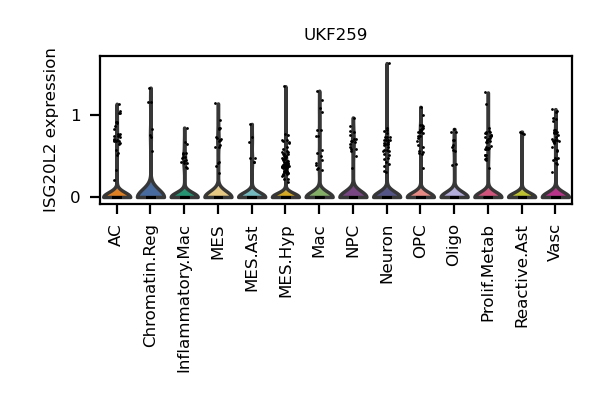 UKF259
ISG20L2 expression
1
0
AC
Chromatin.Reg
Inflammatory.Mac
MES
MES.Ast
MES.Hyp
Mac
NPC
Neuron
OPC
Oligo
Prolif.Metab
Reactive.Ast
Vasc